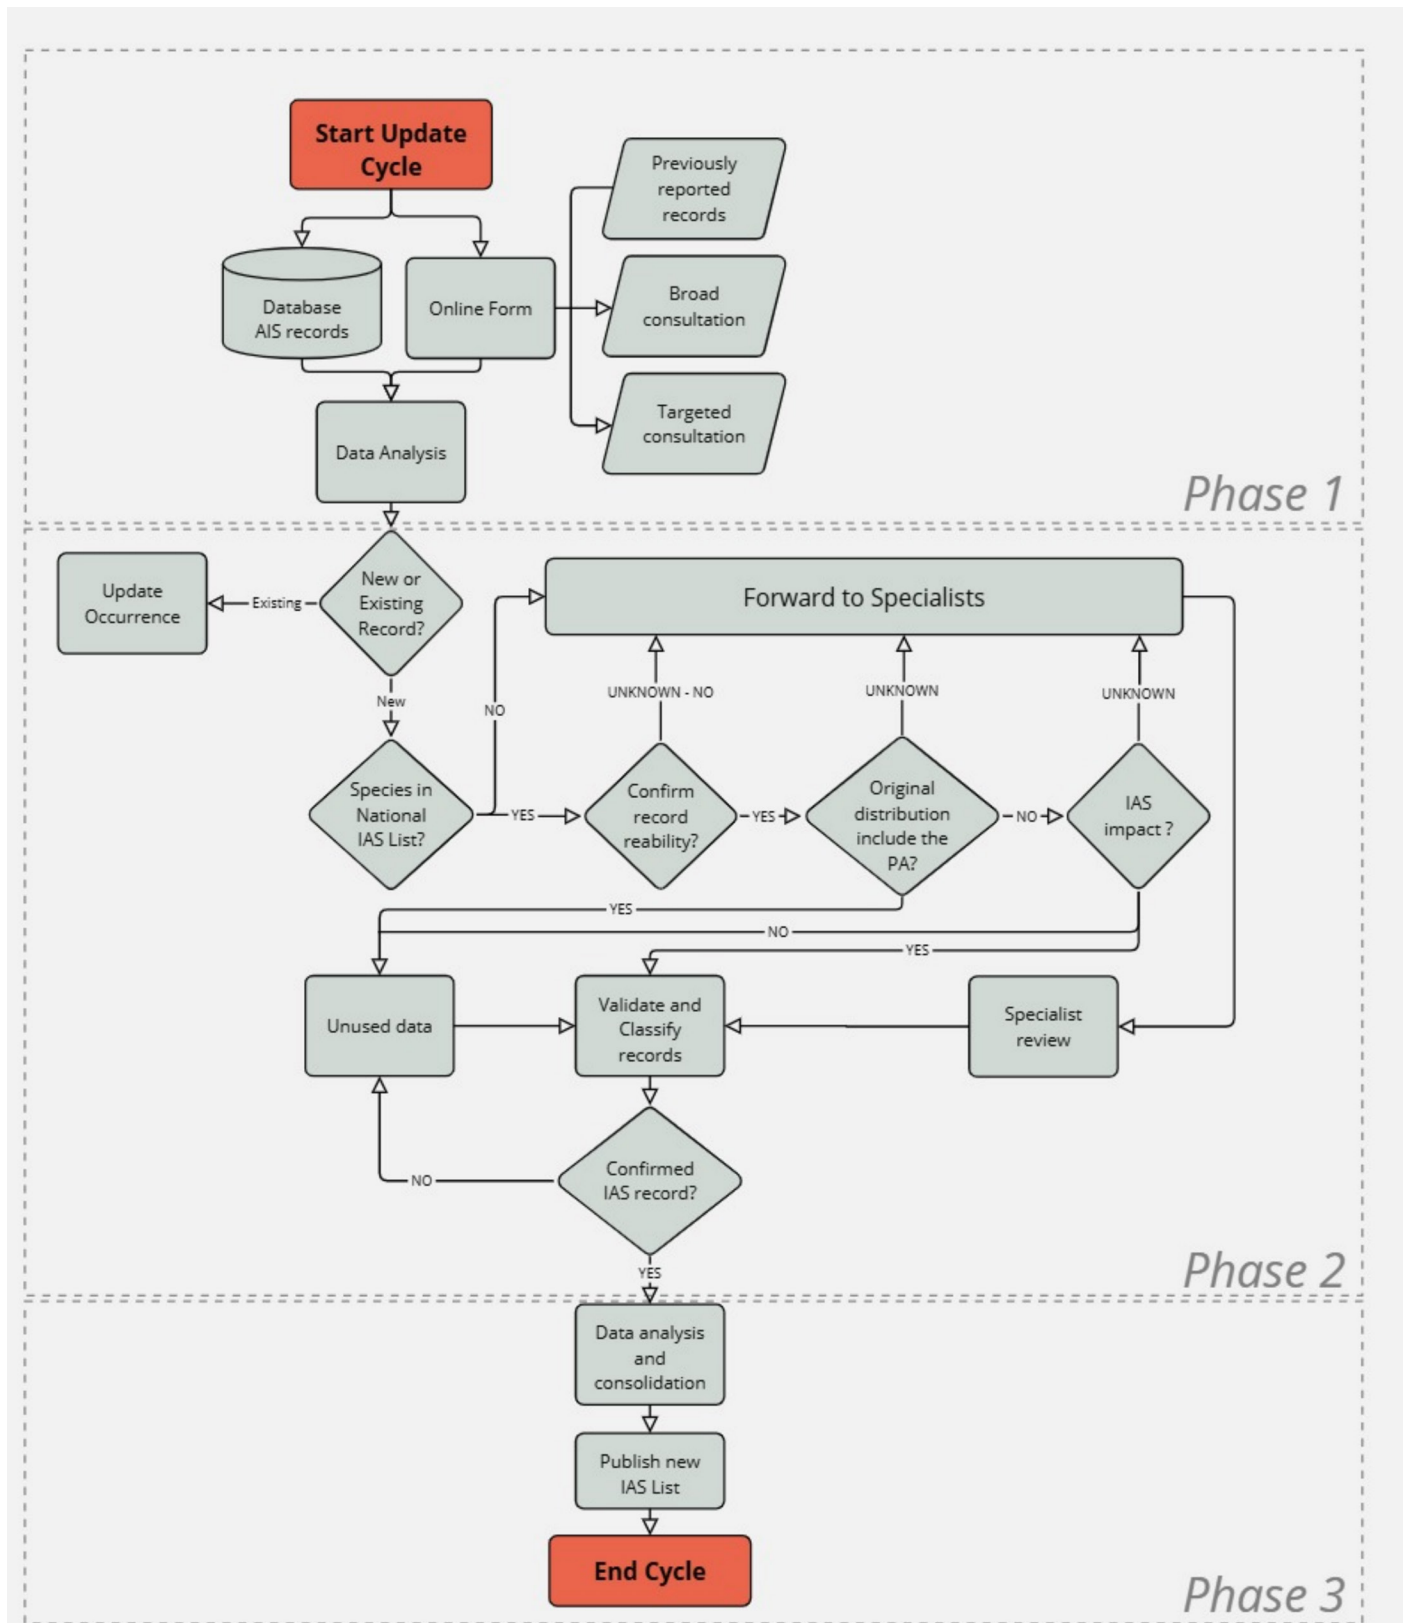 Start Update
Cycle
Previously
reported
records
Database
AIS records
Online Form
Broad
consultation
Data Analysis
Targeted
consultation
Phase 1
Update
Occurrence
Existing
New or
Existing
Record?
Forward to Specialists
New
NO
UNKNOWN - NO
UNKNOWN
UNKNOWN
Species in
National
IAS List?
YES
Confirm
record
reability?
YES
Original
distribution
include the
PA?
NO
IAS
impact ?
YES
NO
YES
Unused data
Validate and
Classify
records
Specialist
review
NO
Confirmed
IAS record?
YES
Phase 2
Data analysis
and
consolidation
Publish new
IAS List
End Cycle
Phase 3